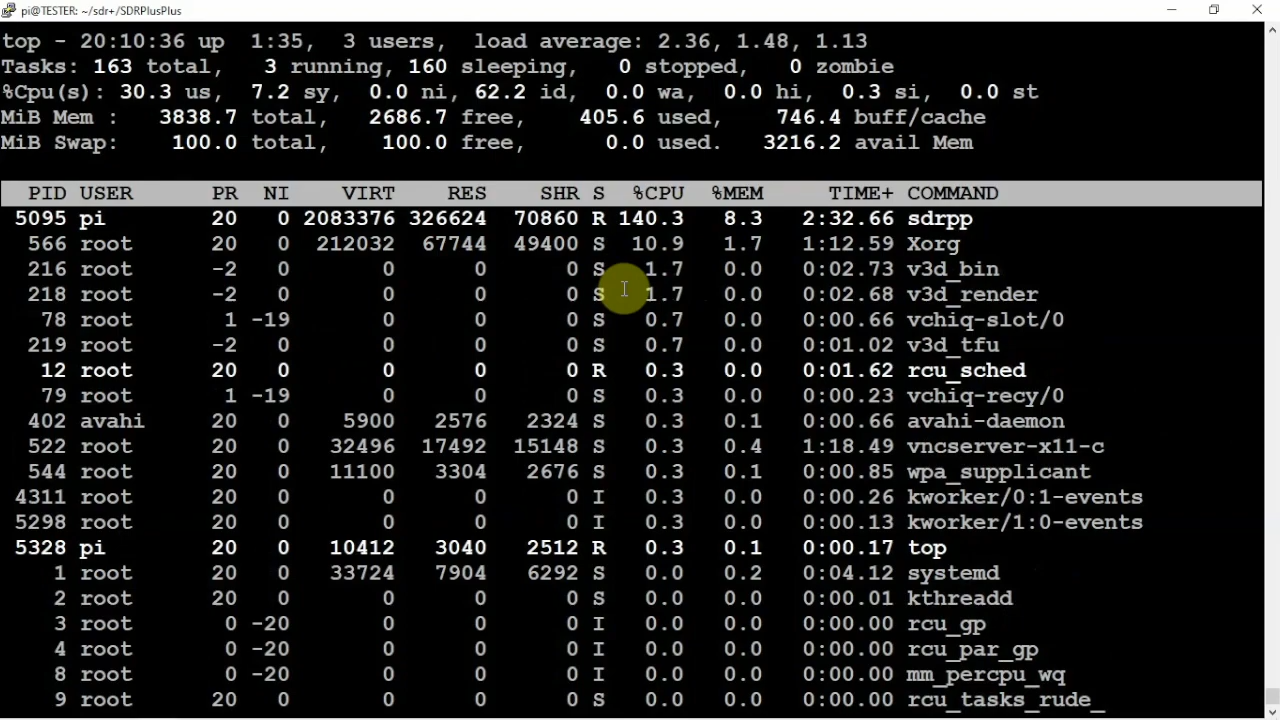 pi@TESTER: ~/sdr+/SDRPlusPlus
top - 20:10:36 up  1:35,  3 users,  load average: 2.36, 1.48, 1.13
Tasks: 163 total,   3 running, 160 sleeping,   0 stopped,   0 zombie
%Cpu(s): 30.3 us,  7.2 sy,  0.0 ni, 62.2 id,  0.0 wa,  0.0 hi,  0.3 si,  0.0 st
MiB Mem :   3838.7 total,   2686.7 free,    405.6 used,    746.4 buff/cache
MiB Swap:    100.0 total,    100.0 free,      0.0 used.   3216.2 avail Mem
PID USER      PR  NI    VIRT    RES    SHR S  %CPU  %MEM     TIME+ COMMAND
5095 pi        20   0 2083376 326624  70860 R 140.3   8.3   2:32.66 sdrpp
566 root      20   0  212032  67744  49400 S  10.9   1.7   1:12.59 Xorg
216 root      -2   0       0      0      0 S   1.7   0.0   0:02.73 v3d_bin
218 root      -2   0       0      0      0 S   1.7   0.0   0:02.68 v3d_render
78 root       1 -19       0      0      0 S   0.7   0.0   0:00.66 vchiq-slot/0
219 root      -2   0       0      0      0 S   0.7   0.0   0:01.02 v3d_tfu
12 root      20   0       0      0      0 R   0.3   0.0   0:01.62 rcu_sched
79 root       1 -19       0      0      0 S   0.3   0.0   0:00.23 vchiq-recy/0
402 avahi     20   0    5900   2576   2324 S   0.3   0.1   0:00.66 avahi-daemon
522 root      20   0   32496  17492  15148 S   0.3   0.4   1:18.49 vncserver-x11-c
544 root      20   0   11100   3304   2676 S   0.3   0.1   0:00.85 wpa_supplicant
4311 root      20   0       0      0      0 I   0.3   0.0   0:00.26 kworker/0:1-events
5298 root      20   0       0      0      0 I   0.3   0.0   0:00.13 kworker/1:0-events
5328 pi        20   0   10412   3040   2512 R   0.3   0.1   0:00.17 top
1 root      20   0   33724   7904   6292 S   0.0   0.2   0:04.12 systemd
2 root      20   0       0      0      0 S   0.0   0.0   0:00.01 kthreadd
3 root       0 -20       0      0      0 I   0.0   0.0   0:00.00 rcu_gp
4 root       0 -20       0      0      0 I   0.0   0.0   0:00.00 rcu_par_gp
8 root       0 -20       0      0      0 I   0.0   0.0   0:00.00 mm_percpu_wq
9 root      20   0       0      0      0 S   0.0   0.0   0:00.00 rcu_tasks_rude_